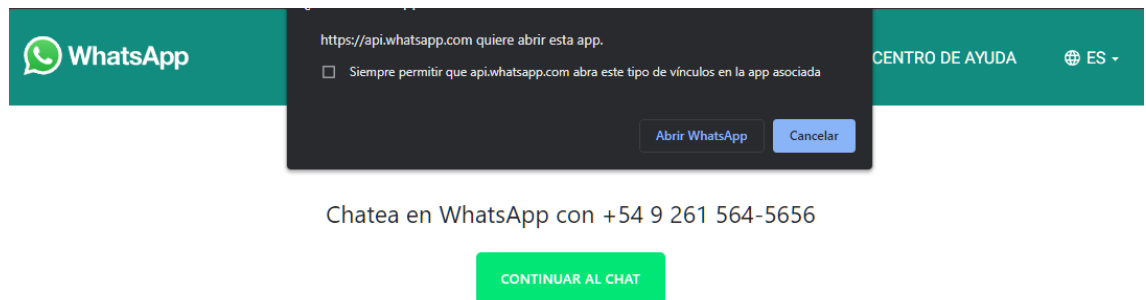 https://api.whatsapp.com quiere abrir esta app.
Siempre permitir que api.whatsapp.com abra este tipo de vínculos en la app asociada
Abrir WhatsApp
Cancelar
WhatsApp
CENTRO DE AYUDA
ES
Chatea en WhatsApp con +54 9 261 564-5656
CONTINUAR AL CHAT